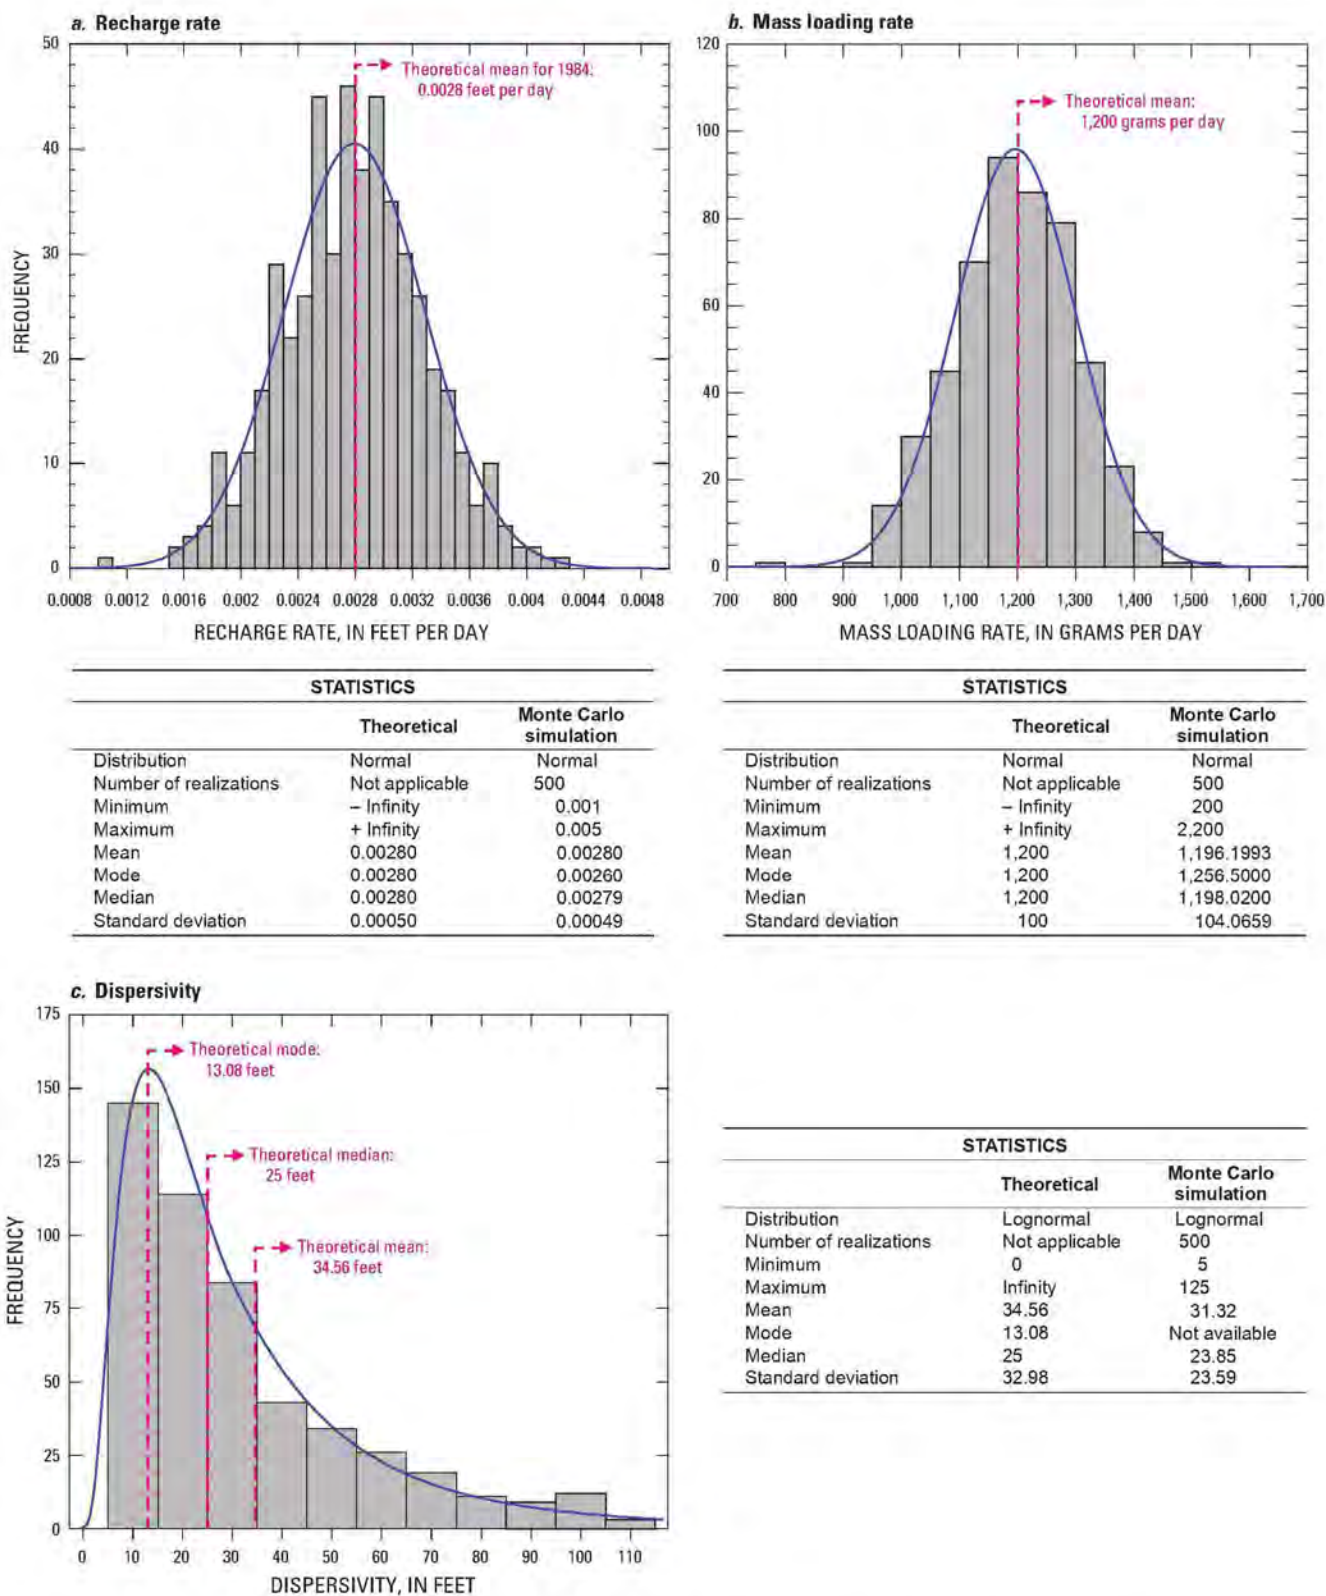 a. Recharge rate
50
40
30
20
10
0
FREQUENCY
Theoretical mean for 1984:
0.0028 feet per day
0.0008 0.0012 0.0016 0.002 0.0024 0.0028 0.0032 0.0036 0.004 0.0044 0.0048
RECHARGE RATE, IN FEET PER DAY
b. Mass loading rate
120
100
80
60
40
20
0
Theoretical mean:
1,200 grams per day
700 800 900 1,000 1,100 1,200 1,300 1,400 1,500 1,600 1,700
MASS LOADING RATE, IN GRAMS PER DAY
STATISTICS
Theoretical Monte Carlo
simulation
Distribution Normal Normal
Number of realizations Not applicable 500
Minimum – Infinity 0.001
Maximum + Infinity 0.005
Mean 0.00280 0.00280
Mode 0.00280 0.00260
Median 0.00280 0.00279
Standard deviation 0.00050 0.00049
STATISTICS
Theoretical Monte Carlo
simulation
Distribution Normal Normal
Number of realizations Not applicable 500
Minimum – Infinity 200
Maximum + Infinity 2,200
Mean 1,200 1,196.1993
Mode 1,200 1,256.5000
Median 1,200 1,198.0200
Standard deviation 100 104.0659
c. Dispersivity
175
150
125
100
75
50
25
0
FREQUENCY
Theoretical mode:
13.08 feet
Theoretical median:
25 feet
Theoretical mean:
34.56 feet
0 10 20 30 40 50 60 70 80 90 100 110
DISPERSIVITY, IN FEET
STATISTICS
Theoretical Monte Carlo
simulation
Distribution Lognormal Lognormal
Number of realizations Not applicable 500
Minimum 0 5
Maximum Infinity 125
Mean 34.56 31.32
Mode 13.08 Not available
Median 25 23.85
Standard deviation 32.98 23.59